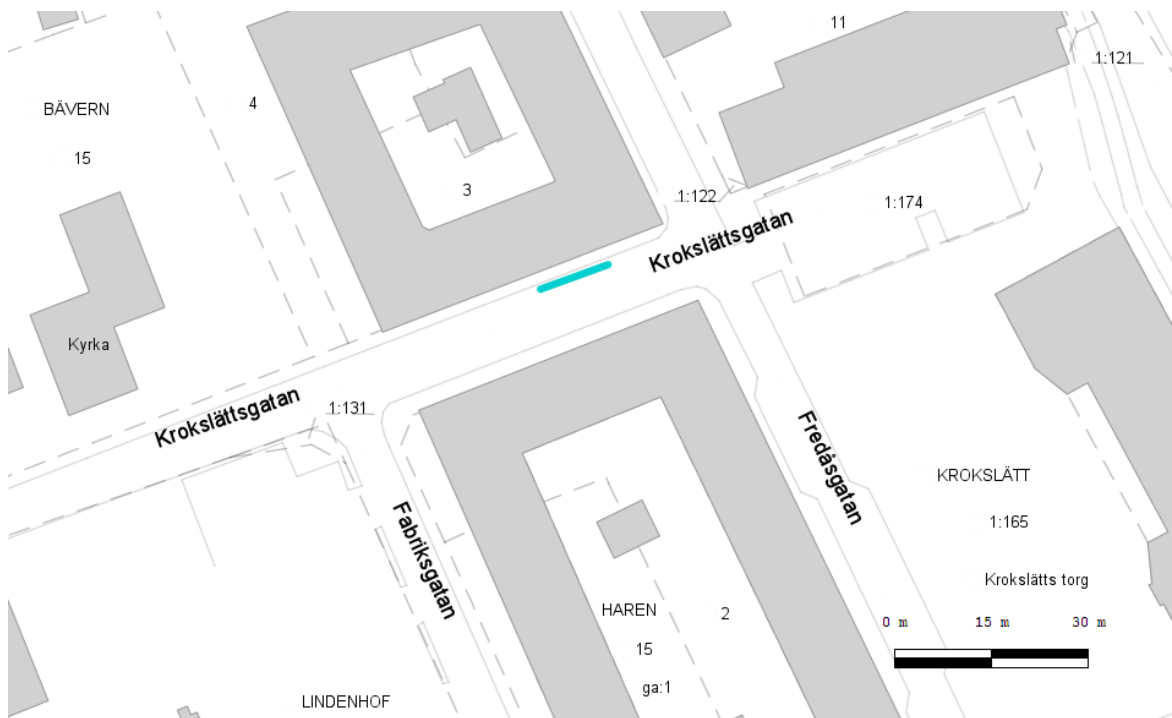 11
1:121
BÄVERN
4
15
3
1:122
1:174
Krokslättsgatan
Kyrka
Krokslättsgatan
1:131
Fredåsgatan
KROKSLÄTT
1:165
Fabriksgatan
Krokslätts torg
HAREN
2
0 m 15 m 30 m
15
ga:1
LINDENHOF